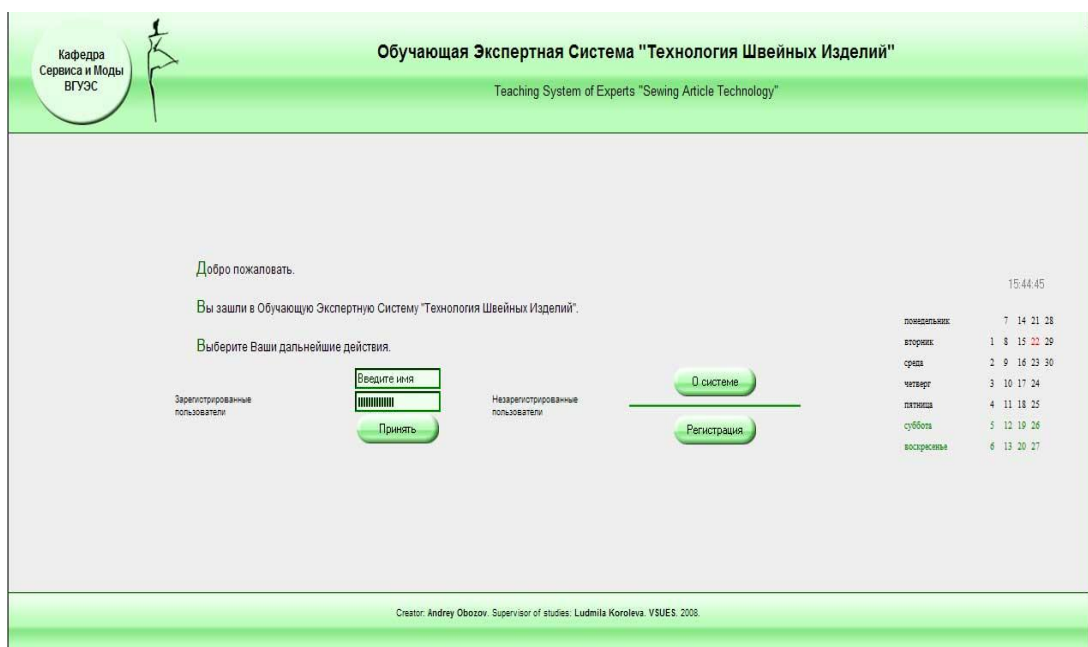 Кафедра
Сервиса и Моды
ВГУЭС
Обучающая Экспертная Система "Технология Швейных Изделий"
Teaching System of Experts "Sewing Article Technology"
Добро пожаловать.
Вы зашли в Обучающую Экспертную Систему "Технология Швейных Изделий".
Выберите Ваши дальнейшие действия.
Зарегистрированные
пользователи
Введите имя
Принять
Незарегистрированные
пользователи
О системе
Регистрация
15:44:45
понедельник 7 14 21 28
вторник 1 8 15 22 29
среда 2 9 16 23 30
четверг 3 10 17 24
пятница 4 11 18 25
суббота 5 12 19 26
воскресенье 6 13 20 27
Creator: Andrey Obozov. Supervisor of studies: Ludmila Koroleva. VSUES. 2008.